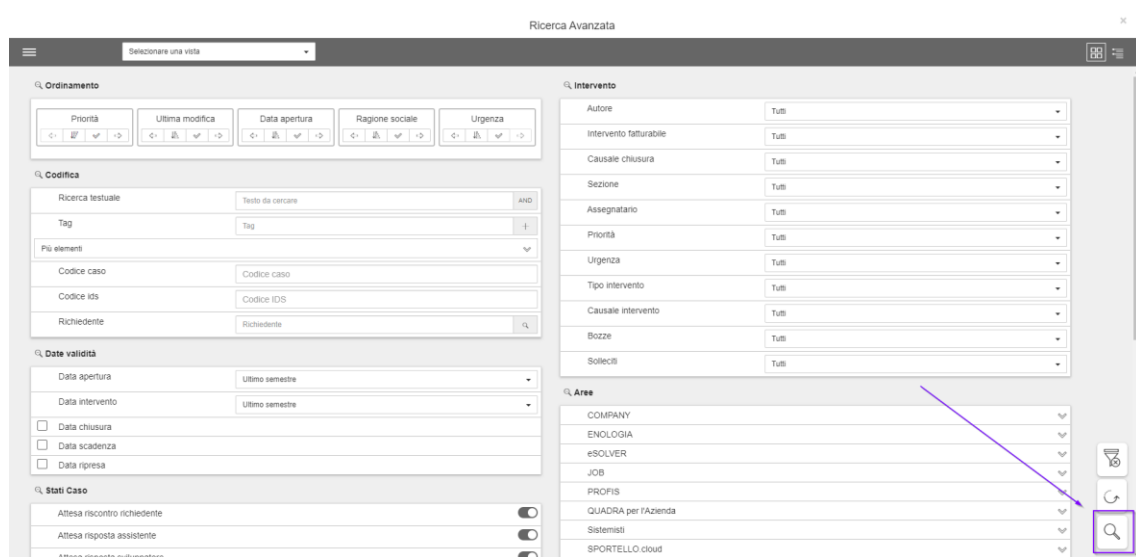 Ricerca Avanzata
Selezionare una vista
Ordinamento
Priorità
Ultima modifica
Data apertura
Ragione sociale
Urgenza
Codifica
Ricerca testuale
Testo da cercare
AND
Tag
Tag
Più elementi
Codice caso
Codice caso
Codice ids
Codice IDS
Richiedente
Richiedente
Date validità
Data apertura
Ultimo semestre
Data intervento
Ultimo semestre
Data chiusura
Data scadenza
Data ripresa
Stati Caso
Attesa riscontro richiedente
Attesa risposta assistente
Attesa risposta sviluppatore
Intervento
Autore
Tutti
Intervento fatturabile
Tutti
Causale chiusura
Tutti
Sezione
Tutti
Assegnatario
Tutti
Priorità
Tutti
Urgenza
Tutti
Tipo intervento
Tutti
Causale intervento
Tutti
Bozze
Tutti
Solleciti
Tutti
Aree
COMPANY
ENOLOGIA
eSOLVER
JOB
PROFIS
QUADRA per l'Azienda
Sistemisti
SPORTELLO.cloud